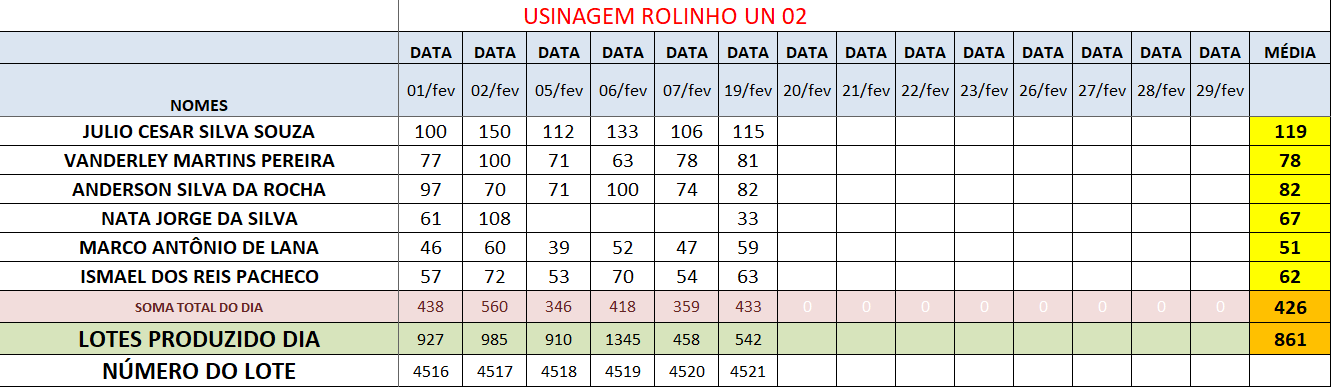 USINAGEM ROLINHO UN 02
DATA DATA DATA DATA DATA DATA DATA DATA DATA DATA DATA DATA DATA DATA MÉDIA
NOMES 01/fev 02/fev 05/fev 06/fev 07/fev 19/fev 20/fev 21/fev 22/fev 23/fev 26/fev 27/fev 28/fev 29/fev
JULIO CESAR SILVA SOUZA 100 150 112 133 106 115 119
VANDERLEY MARTINS PEREIRA 77 100 71 63 78 81 78
ANDERSON SILVA DA ROCHA 97 70 71 100 74 82 82
NATA JORGE DA SILVA 61 108 33 67
MARCO ANTÔNIO DE LANA 46 60 39 52 47 59 51
ISMAEL DOS REIS PACHECO 57 72 53 70 54 63 62
SOMA TOTAL DO DIA 438 560 346 418 359 433 0 0 0 0 0 0 0 0 426
LOTES PRODUZIDO DIA 927 985 910 1345 458 542 861
NÚMERO DO LOTE 4516 4517 4518 4519 4520 4521